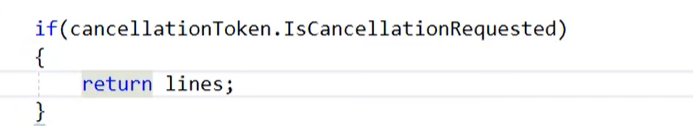 if(cancellationToken.IsCancellationRequested)
{
    return lines;
}